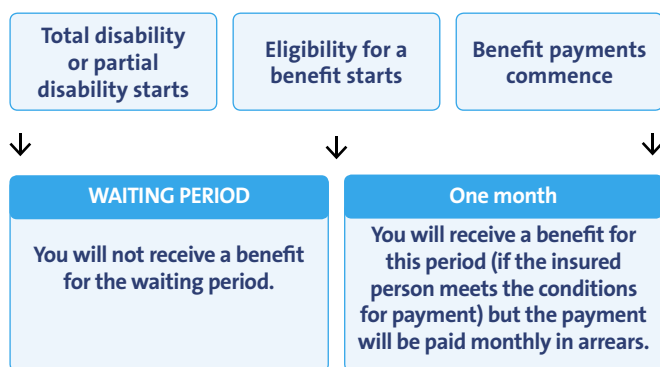 Total disability
or partial
disability starts
Eligibility for a
benefit starts
Benefit payments
commence
WAITING PERIOD
You will not receive a benefit
for the waiting period.
One month
You will receive a benefit for
this period (if the insured
person meets the conditions
for payment) but the payment
will be paid monthly in arrears.